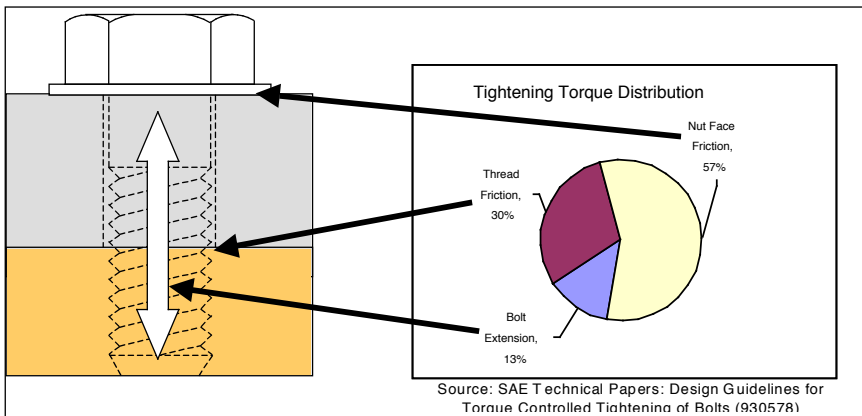 Tightening Torque Distribution
Nut Face
Friction,
57%
Thread
Friction,
30%
Bolt
Extension,
13%
Source: SAE Technical Papers: Design Guidelines for
Torque Controlled Tightening of Bolts (930578)